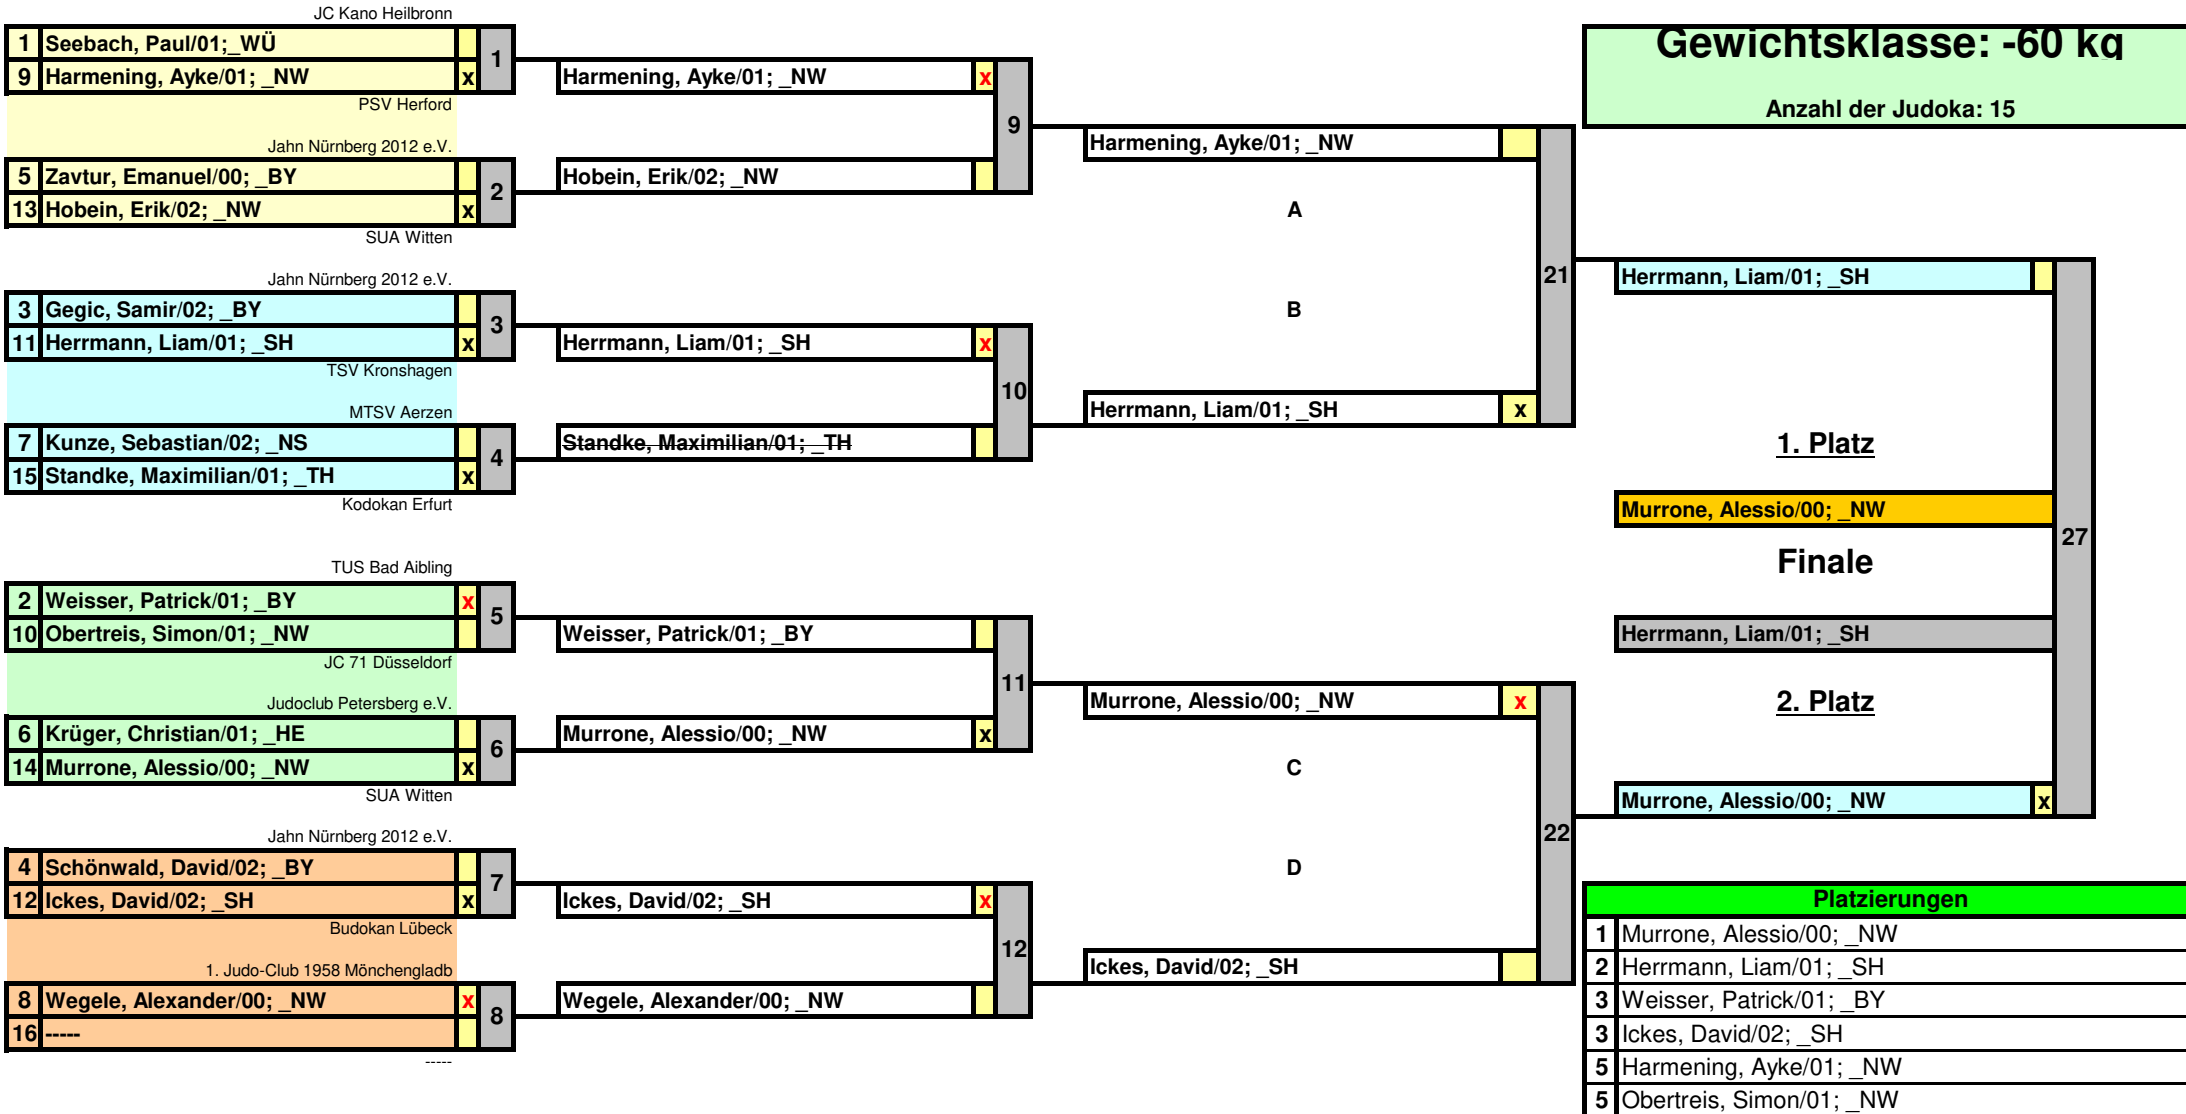 JC Kano Heilbronn
1 Seebach, Paul/01;_WÜ
9 Harmening, Ayke/01; _NW x
1
PSV Herford
Jahn Nürnberg 2012 e.V.
5 Zavtur, Emanuel/00; _BY
13 Hobein, Erik/02; _NW x
2
SUA Witten
Jahn Nürnberg 2012 e.V.
3 Gegic, Samir/02; _BY
11 Herrmann, Liam/01; _SH x
3
TSV Kronshagen
MTSV Aerzen
7 Kunze, Sebastian/02; _NS
15 Standke, Maximilian/01; _TH x
4
Kodokan Erfurt
TUS Bad Aibling
2 Weisser, Patrick/01; _BY x
10 Obertreis, Simon/01; _NW
5
JC 71 Düsseldorf
Judoclub Petersberg e.V.
6 Krüger, Christian/01; _HE
14 Murrone, Alessio/00; _NW x
6
SUA Witten
Jahn Nürnberg 2012 e.V.
4 Schönwald, David/02; _BY
12 Ickes, David/02; _SH x
7
Budokan Lübeck
1. Judo-Club 1958 Mönchengladb
8 Wegele, Alexander/00; _NW x
16 -----
8
-----
Harmening, Ayke/01; _NW x
Hobein, Erik/02; _NW
9
Herrmann, Liam/01; _SH x
Standke, Maximilian/01; _TH
10
Weisser, Patrick/01; _BY
Murrone, Alessio/00; _NW x
11
Ickes, David/02; _SH x
Wegele, Alexander/00; _NW
12
Harmening, Ayke/01; _NW
A
B
Herrmann, Liam/01; _SH x
21
Murrone, Alessio/00; _NW x
C
D
Ickes, David/02; _SH
22
Gewichtsklasse: -60 kg
Anzahl der Judoka: 15
Herrmann, Liam/01; _SH
1. Platz
Murrone, Alessio/00; _NW
Finale
27
Herrmann, Liam/01; _SH
2. Platz
Murrone, Alessio/00; _NW x
Platzierungen
1 Murrone, Alessio/00; _NW
2 Herrmann, Liam/01; _SH
3 Weisser, Patrick/01; _BY
3 Ickes, David/02; _SH
5 Harmening, Ayke/01; _NW
5 Obertreis, Simon/01; _NW